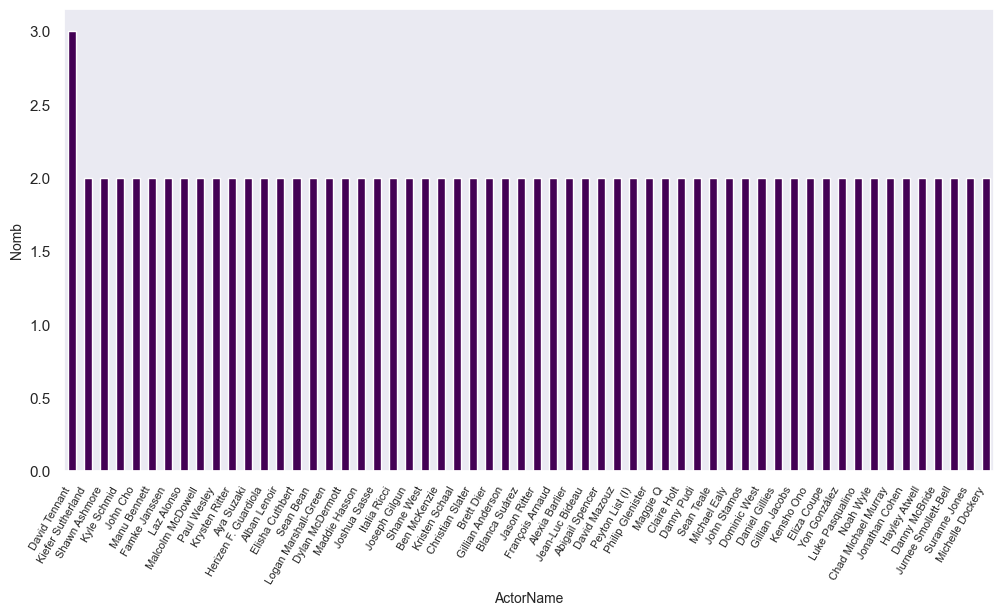 3.0
2.5
2.0
1.5
1.0
0.5
0.0
Nomb
David Tennant
Kiefer Sutherland
Shawn Ashmore
Kyle Schmid
John Cho
Manu Bennett
Famke Janssen
Laz Alonso
Malcolm McDowell
Paul Wesley
Krysten Ritter
Aya Suzaki
Henzen F. Guardiola
Alban Lenoir
Elisha Cuthbert
Sean Bean
Logan Marshall-Green
Dylan McDermott
Maddie Hasson
Joshua Sasse
Italia Ricci
Joseph Gilgun
Shane West
Ben McKenzie
Kristen Schaal
Christian Slater
Brett Dier
Gillian Anderson
Blanca Suárez
Jason Ritter
François Arnaud
Alexia Barlier
Jean-Luc Bideau
Abigail Spencer
David Mazouz
Peyton List (I)
Philip Glenister
Maggie Q
Claire Holt
Danny Pudi
Sean Teale
Michael Ealy
John Stamos
Dominic West
Daniel Gillies
Gillian Jacobs
Kensho Ono
Eliza Coupe
Yon González
Luke Pasqualino
Noah Wyle
Chad Michael Murray
Jonathan Cohen
Hayley Atwell
Danny McBride
Jurnee Smollett-Bell
Suranne Jones
Michelle Dockery
ActorName